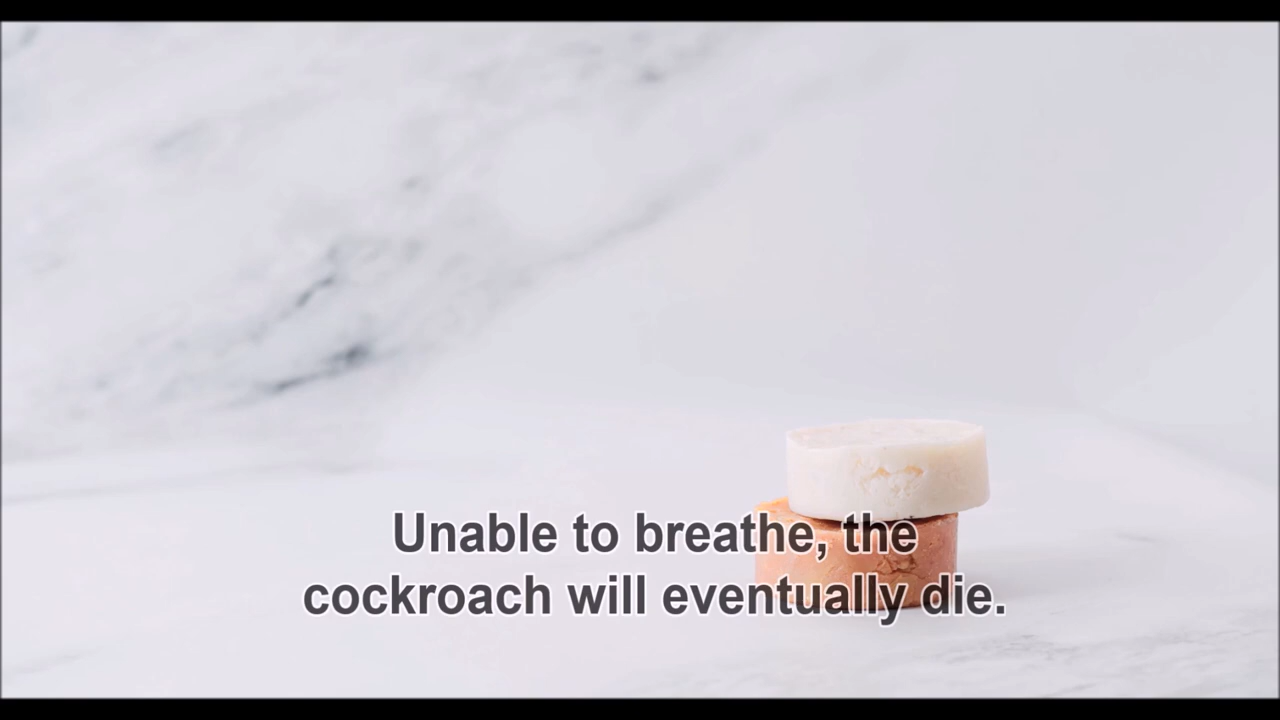 Unable to breathe, the
cockroach will eventually die.